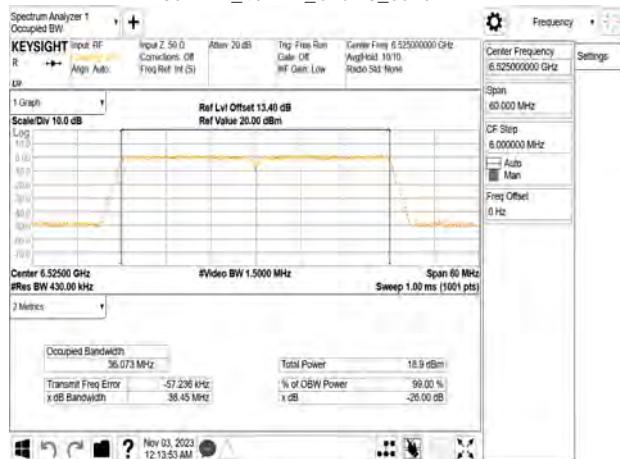 Spectrum Analyzer 1
Occupied BW
KEYSIGHT
R
Input: RF
Align: Auto
Input Z: 50 Ω
Corrections: Off
Freq Ref: Int (S)
Atten: 20 dB
Trig: Free Run
Gate: Off
#IF Gain: Low
Center Freq: 6.525000000 GHz
Avg|Hold: 10/10
Radio Std: None
1 Graph
Scale/Div 10.0 dB
Ref Lvl Offset 13.40 dB
Ref Value 20.00 dBm
Log
10.0
0.00
Center 6.52500 GHz
#Res BW 430.00 kHz
#Video BW 1.5000 MHz
Span 60 MHz
Sweep 1.00 ms (1001 pts)
2 Metrics
Occupied Bandwidth
36.073 MHz
Total Power
18.9 dBm
Transmit Freq Error
-57.236 kHz
% of OBW Power
99.00 %
x dB Bandwidth
38.45 MHz
x dB
-26.00 dB
Frequency
Settings
Center Frequency
6.525000000 GHz
Span
60.000 MHz
CF Step
6.000000 MHz
Auto
Man
Freq Offset
0 Hz
?
Nov 03, 2023
12:13:53 AM